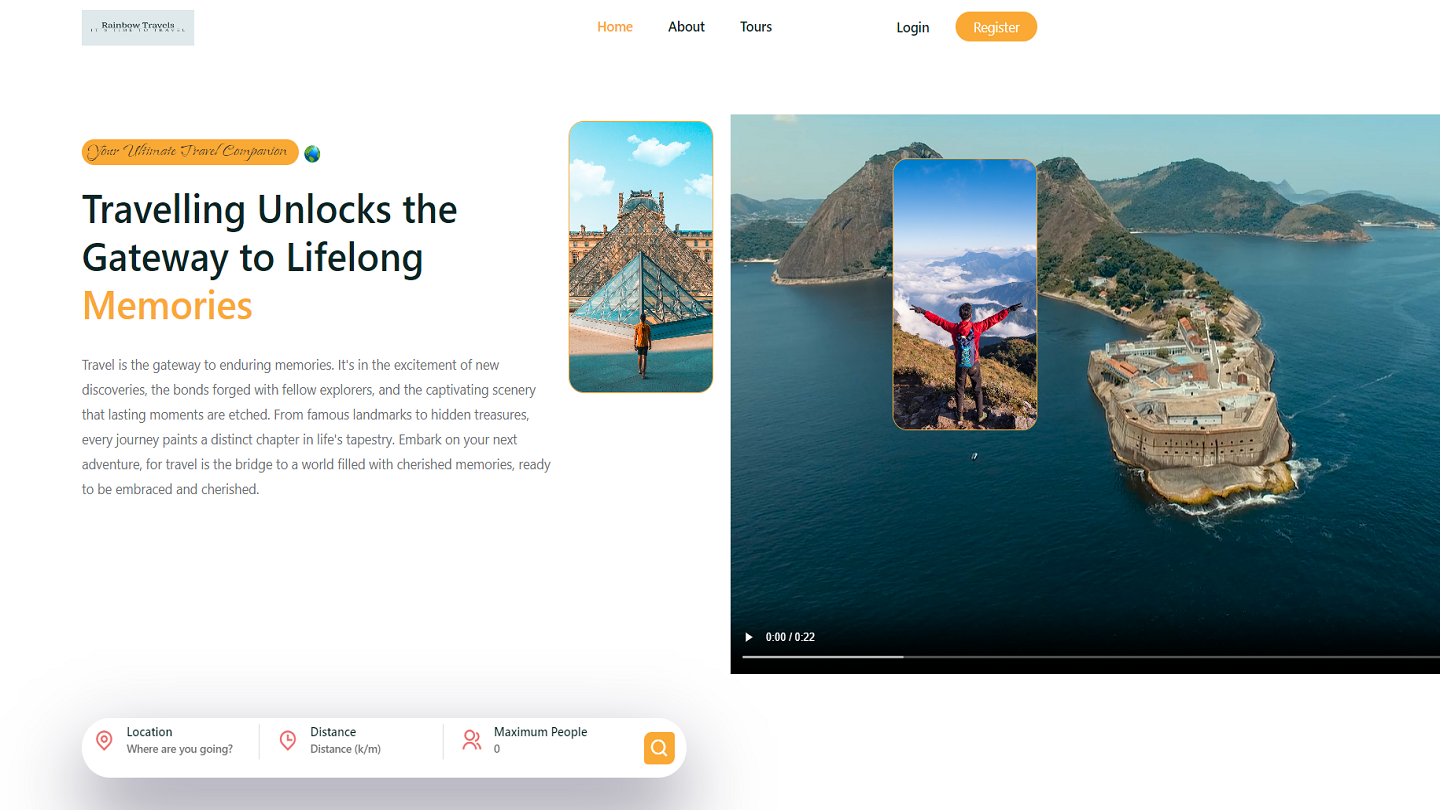 Rainbow Travels
IT'S TIME TO TRAVEL
Home
About
Tours
Login
Register
Your Ultimate Travel Companion
Travelling Unlocks the
Gateway to Lifelong
Memories
Travel is the gateway to enduring memories. It's in the excitement of new
discoveries, the bonds forged with fellow explorers, and the captivating scenery
that lasting moments are etched. From famous landmarks to hidden treasures,
every journey paints a distinct chapter in life's tapestry. Embark on your next
adventure, for travel is the bridge to a world filled with cherished memories, ready
to be embraced and cherished.
0:00 / 0:22
Location
Where are you going?
Distance
Distance (k/m)
Maximum People
0